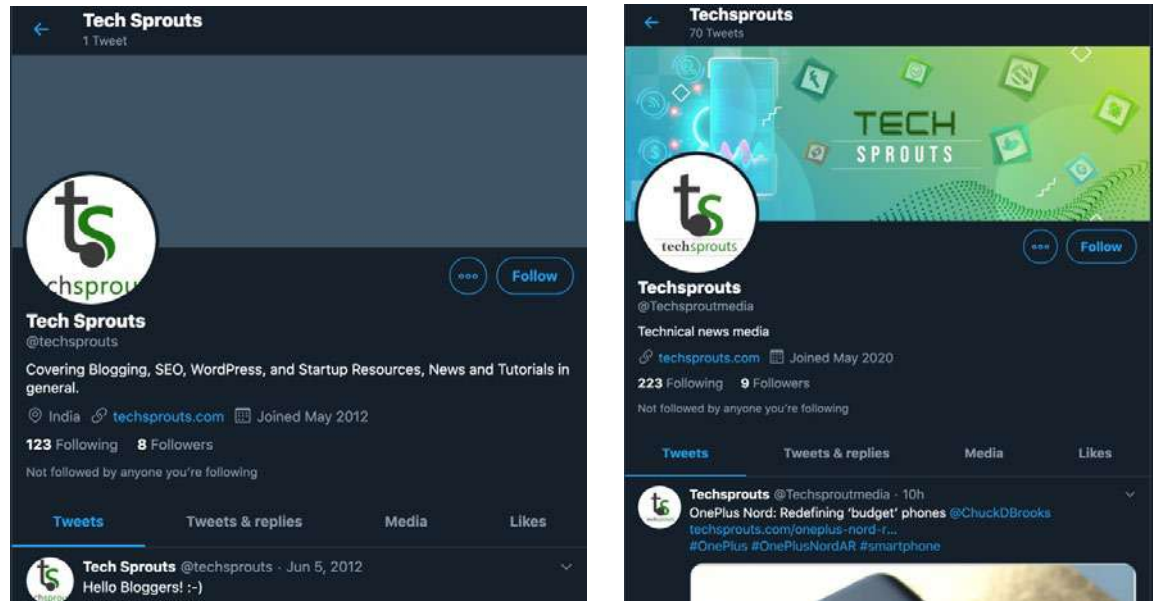 Tech Sprouts
1 Tweet
ts
chsprou
Follow
Tech Sprouts
@techsprouts
Covering Blogging, SEO, WordPress, and Startup Resources, News and Tutorials in
general.
India techsprouts.com Joined May 2012
123 Following 8 Followers
Not followed by anyone you're following
Tweets Tweets & replies Media Likes
ts
Tech Sprouts @techsprouts · Jun 5, 2012
Hello Bloggers! :-)
Techsprouts
70 Tweets
TECH
SPROUTS
ts
techsprouts
Follow
Techsprouts
@Techsproutmedia
Technical news media
techsprouts.com Joined May 2020
223 Following 9 Followers
Not followed by anyone you're following
Tweets Tweets & replies Media Likes
ts
Techsprouts @Techsproutmedia · 10h
OnePlus Nord: Redefining ‘budget’ phones @ChuckDBrooks
techsprouts.com/oneplus-nord-r...
#OnePlus #OnePlusNordAR #smartphone